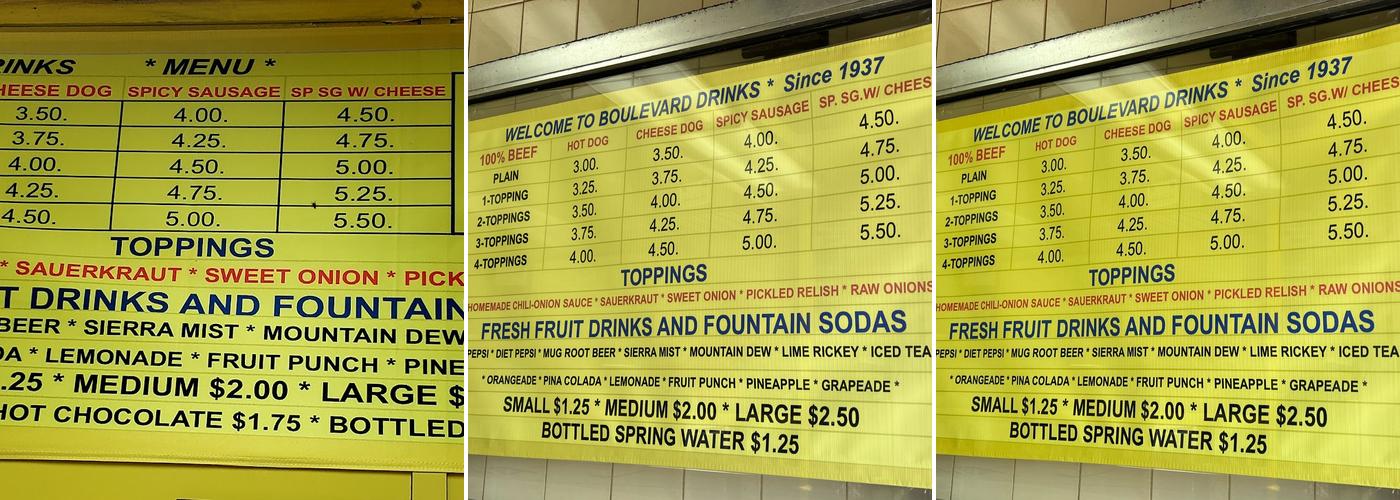 * MENU *
CHEESE DOG SPICY SAUSAGE SP SG W/ CHEESE
3.50. 4.00. 4.50.
3.75. 4.25. 4.75.
4.00. 4.50. 5.00.
4.25. 4.75. 5.25.
4.50. 5.00. 5.50.
TOPPINGS
* SAUERKRAUT * SWEET ONION *
DRINKS AND FOUNTAIN
BEER * SIERRA MIST * MOUNTAIN DEW
* LEMONADE * FRUIT PUNCH *
.25 * MEDIUM $2.00 * LARGE $
HOT CHOCOLATE $1.75 * BOTTLED
WELCOME TO BOULEVARD DRINKS * Since 1937
100% BEEF HOT DOG CHEESE DOG SPICY SAUSAGE SP. SG.W/ CHEESE
PLAIN 3.00. 3.50. 4.00. 4.50.
1-TOPPING 3.25. 3.75. 4.25. 4.75.
2-TOPPINGS 3.50. 4.00. 4.50. 5.00.
3-TOPPINGS 3.75. 4.25. 4.75. 5.25.
4-TOPPINGS 4.00. 4.50. 5.00. 5.50.
TOPPINGS
HOMEMADE CHILI-ONION SAUCE * SAUERKRAUT * SWEET ONION * PICKLED RELISH * RAW ONIONS
FRESH FRUIT DRINKS AND FOUNTAIN SODAS
PEPSI * DIET PEPSI * MUG ROOT BEER * SIERRA MIST * MOUNTAIN DEW * LIME RICKEY * ICED TEA
* ORANGEADE * PINA COLADA * LEMONADE * FRUIT PUNCH * PINEAPPLE * GRAPEADE *
SMALL $1.25 * MEDIUM $2.00 * LARGE $2.50
BOTTLED SPRING WATER $1.25
WELCOME TO BOULEVARD DRINKS * Since 1937
100% BEEF HOT DOG CHEESE DOG SPICY SAUSAGE SP. SG.W/ CHEES
PLAIN 3.00. 3.50. 4.00. 4.50.
1-TOPPING 3.25. 3.75. 4.25. 4.75.
2-TOPPINGS 3.50. 4.00. 4.50. 5.00.
3-TOPPINGS 3.75. 4.25. 4.75. 5.25.
4-TOPPINGS 4.00. 4.50. 5.00. 5.50.
TOPPINGS
HOMEMADE CHILI-ONION SAUCE * SAUERKRAUT * SWEET ONION * PICKLED RELISH * RAW ONIONS
FRESH FRUIT DRINKS AND FOUNTAIN SODAS
PEPSI * DIET PEPSI * MUG ROOT BEER * SIERRA MIST * MOUNTAIN DEW * LIME RICKEY * ICED TEA
* ORANGEADE * PINA COLADA * LEMONADE * FRUIT PUNCH * PINEAPPLE * GRAPEADE *
SMALL $1.25 * MEDIUM $2.00 * LARGE $2.50
BOTTLED SPRING WATER $1.25